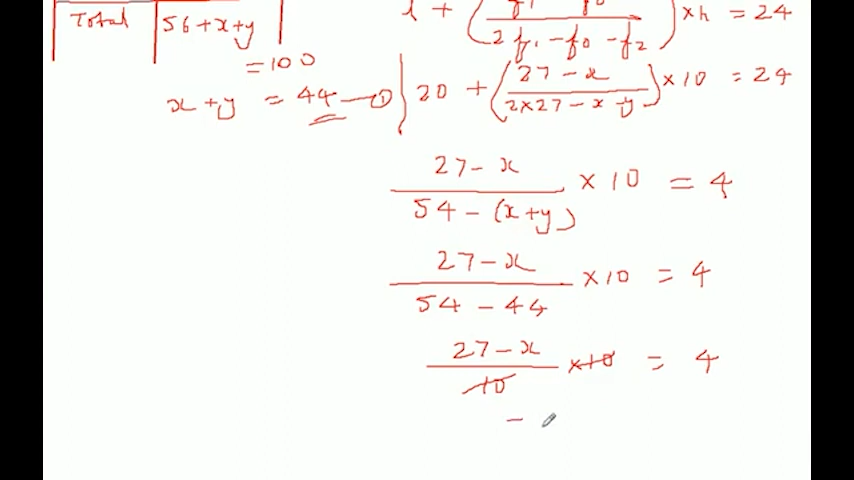 l + (f₁ - f₀ / 2f₁ - f₀ - f₂) × h = 24
Total 56+x+y
= 100
x + y = 44 — ①
20 + (27 - x / 2×27 - x - y) × 10 = 24
27 - x / 54 - (x+y) × 10 = 4
27 - x / 54 - 44 × 10 = 4
27 - x / 10 × 10 = 4
-